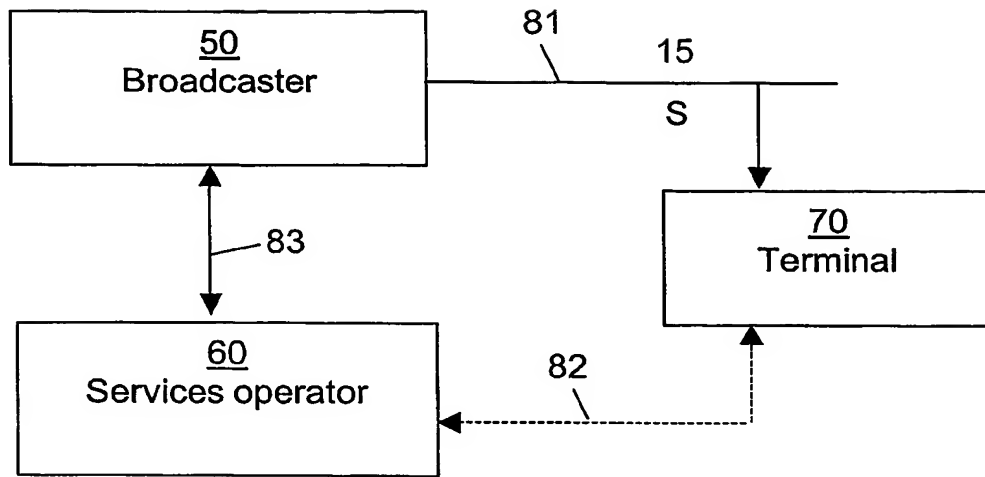 81
50
Broadcaster
15
S
70
Terminal
83
60
Services operator
82